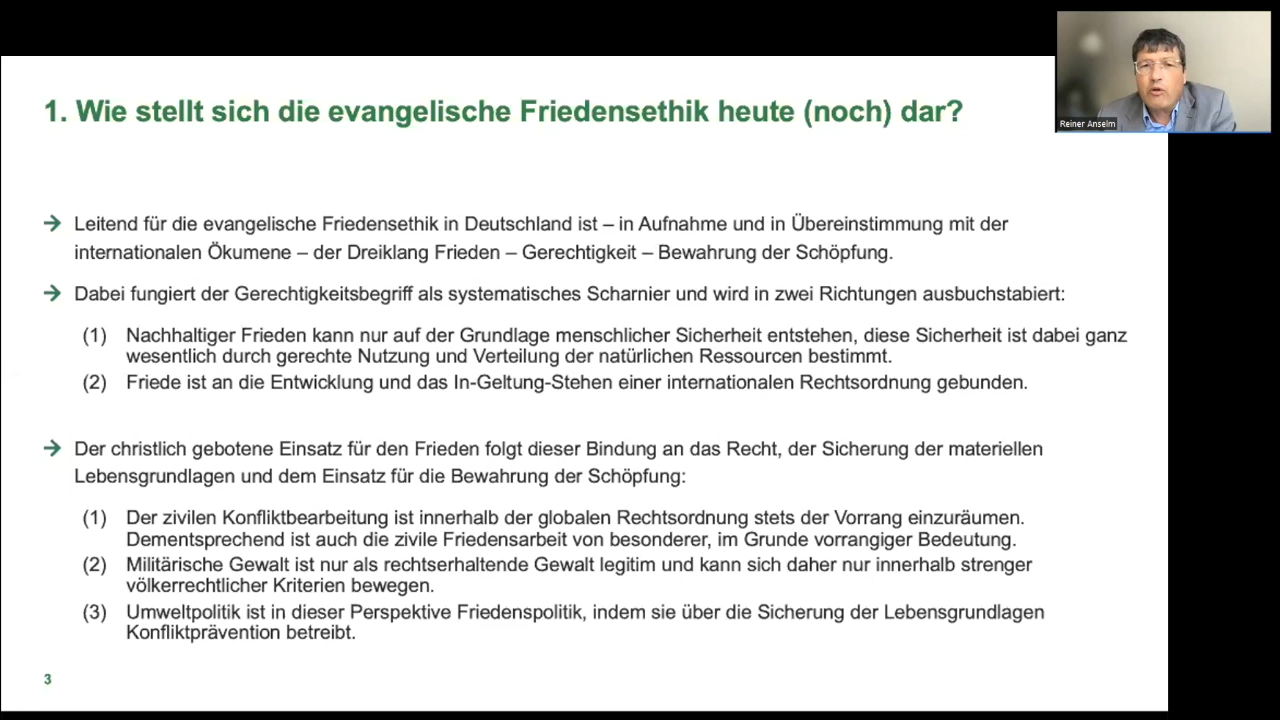 1. Wie stellt sich die evangelische Friedensethik heute (noch) dar?
Reiner Anselm
→ Leitend für die evangelische Friedensethik in Deutschland ist – in Aufnahme und in Übereinstimmung mit der
internationalen Ökumene – der Dreiklang Frieden – Gerechtigkeit – Bewahrung der Schöpfung.
→ Dabei fungiert der Gerechtigkeitsbegriff als systematisches Scharnier und wird in zwei Richtungen ausbuchstabiert:
(1) Nachhaltiger Frieden kann nur auf der Grundlage menschlicher Sicherheit entstehen, diese Sicherheit ist dabei ganz
wesentlich durch gerechte Nutzung und Verteilung der natürlichen Ressourcen bestimmt.
(2) Friede ist an die Entwicklung und das In-Geltung-Stehen einer internationalen Rechtsordnung gebunden.
→ Der christlich gebotene Einsatz für den Frieden folgt dieser Bindung an das Recht, der Sicherung der materiellen
Lebensgrundlagen und dem Einsatz für die Bewahrung der Schöpfung:
(1) Der zivilen Konfliktbearbeitung ist innerhalb der globalen Rechtsordnung stets der Vorrang einzuräumen.
Dementsprechend ist auch die zivile Friedensarbeit von besonderer, im Grunde vorrangiger Bedeutung.
(2) Militärische Gewalt ist nur als rechtserhaltende Gewalt legitim und kann sich daher nur innerhalb strenger
völkerrechtlicher Kriterien bewegen.
(3) Umweltpolitik ist in dieser Perspektive Friedenspolitik, indem sie über die Sicherung der Lebensgrundlagen
Konfliktprävention betreibt.
3